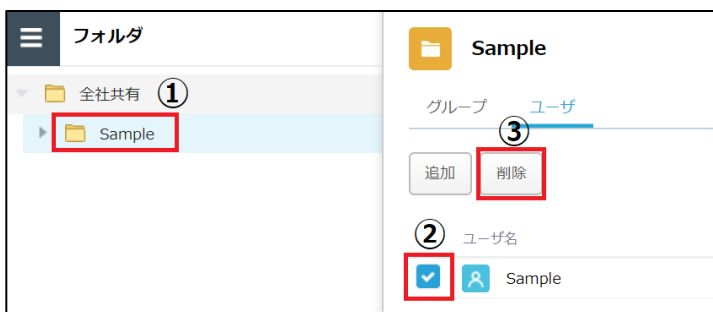 フォルダ
全社共有 ①
Sample
Sample
グループ ユーザ
③
追加 削除
② ユーザ名
Sample